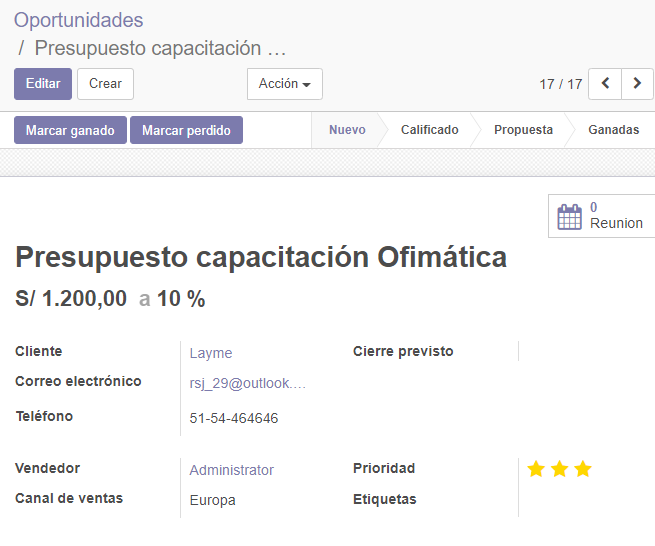 Oportunidades
/ Presupuesto capacitación ...
Editar Crear Acción 17 / 17
Marcar ganado Marcar perdido Nuevo Calificado Propuesta Ganadas
0
Reunion
Presupuesto capacitación Ofimática
S/ 1.200,00 a 10 %
Cliente Layme Cierre previsto
Correo electrónico rsj_29@outlook....
Teléfono 51-54-464646
Vendedor Administrator Prioridad
Canal de ventas Europa Etiquetas